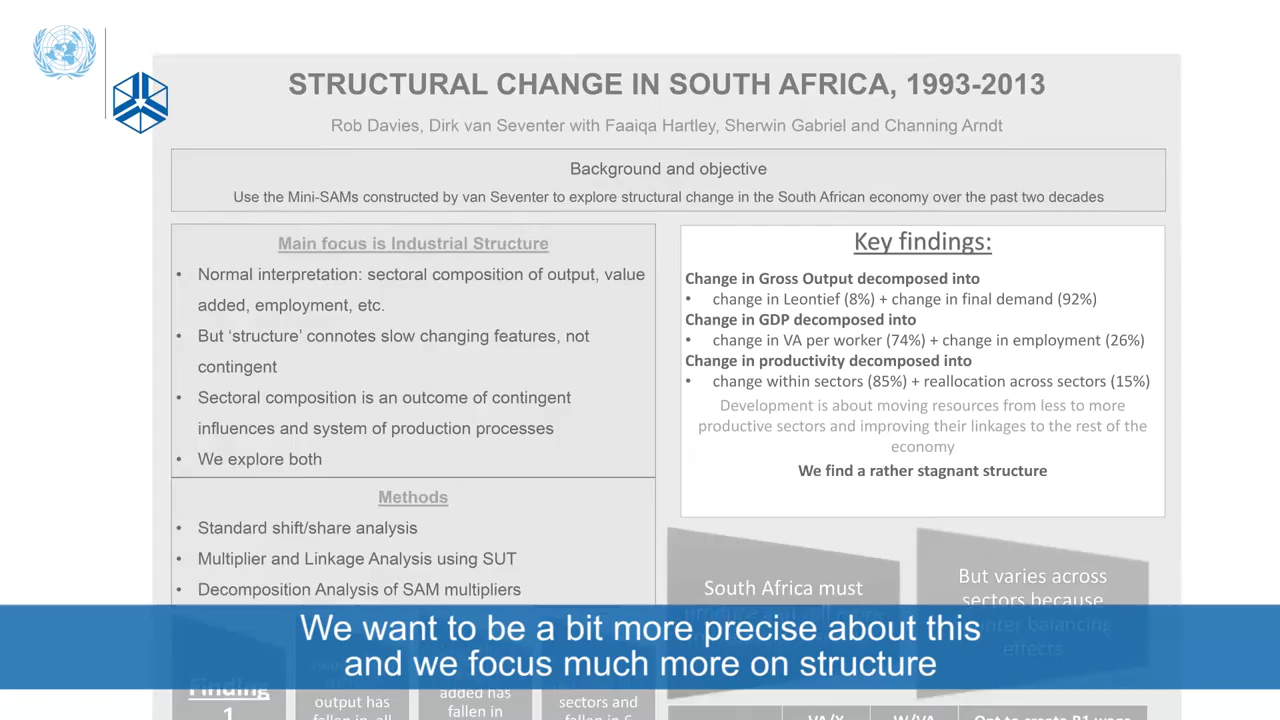 STRUCTURAL CHANGE IN SOUTH AFRICA, 1993-2013
Rob Davies, Dirk van Seventer with Faaiqa Hartley, Sherwin Gabriel and Channing Arndt
Background and objective
Use the Mini-SAMs constructed by van Seventer to explore structural change in the South African economy over the past two decades
Main focus is Industrial Structure
• Normal interpretation: sectoral composition of output, value
added, employment, etc.
• But ‘structure’ connotes slow changing features, not
contingent
• Sectoral composition is an outcome of contingent
influences and system of production processes
• We explore both
Methods
• Standard shift/share analysis
• Multiplier and Linkage Analysis using SUT
• Decomposition Analysis of SAM multipliers
Key findings:
Change in Gross Output decomposed into
• change in Leontief (8%) + change in final demand (92%)
Change in GDP decomposed into
• change in VA per worker (74%) + change in employment (26%)
Change in productivity decomposed into
• change within sectors (85%) + reallocation across sectors (15%)
Development is about moving resources from less to more
productive sectors and improving their linkages to the rest of the
economy
We find a rather stagnant structure
South Africa must
But varies across
sectors because
balancing
effects
We want to be a bit more precise about this
and we focus much more on structure
Finding
1
output has
added has
fallen in
sectors and
VA/X
W/VA